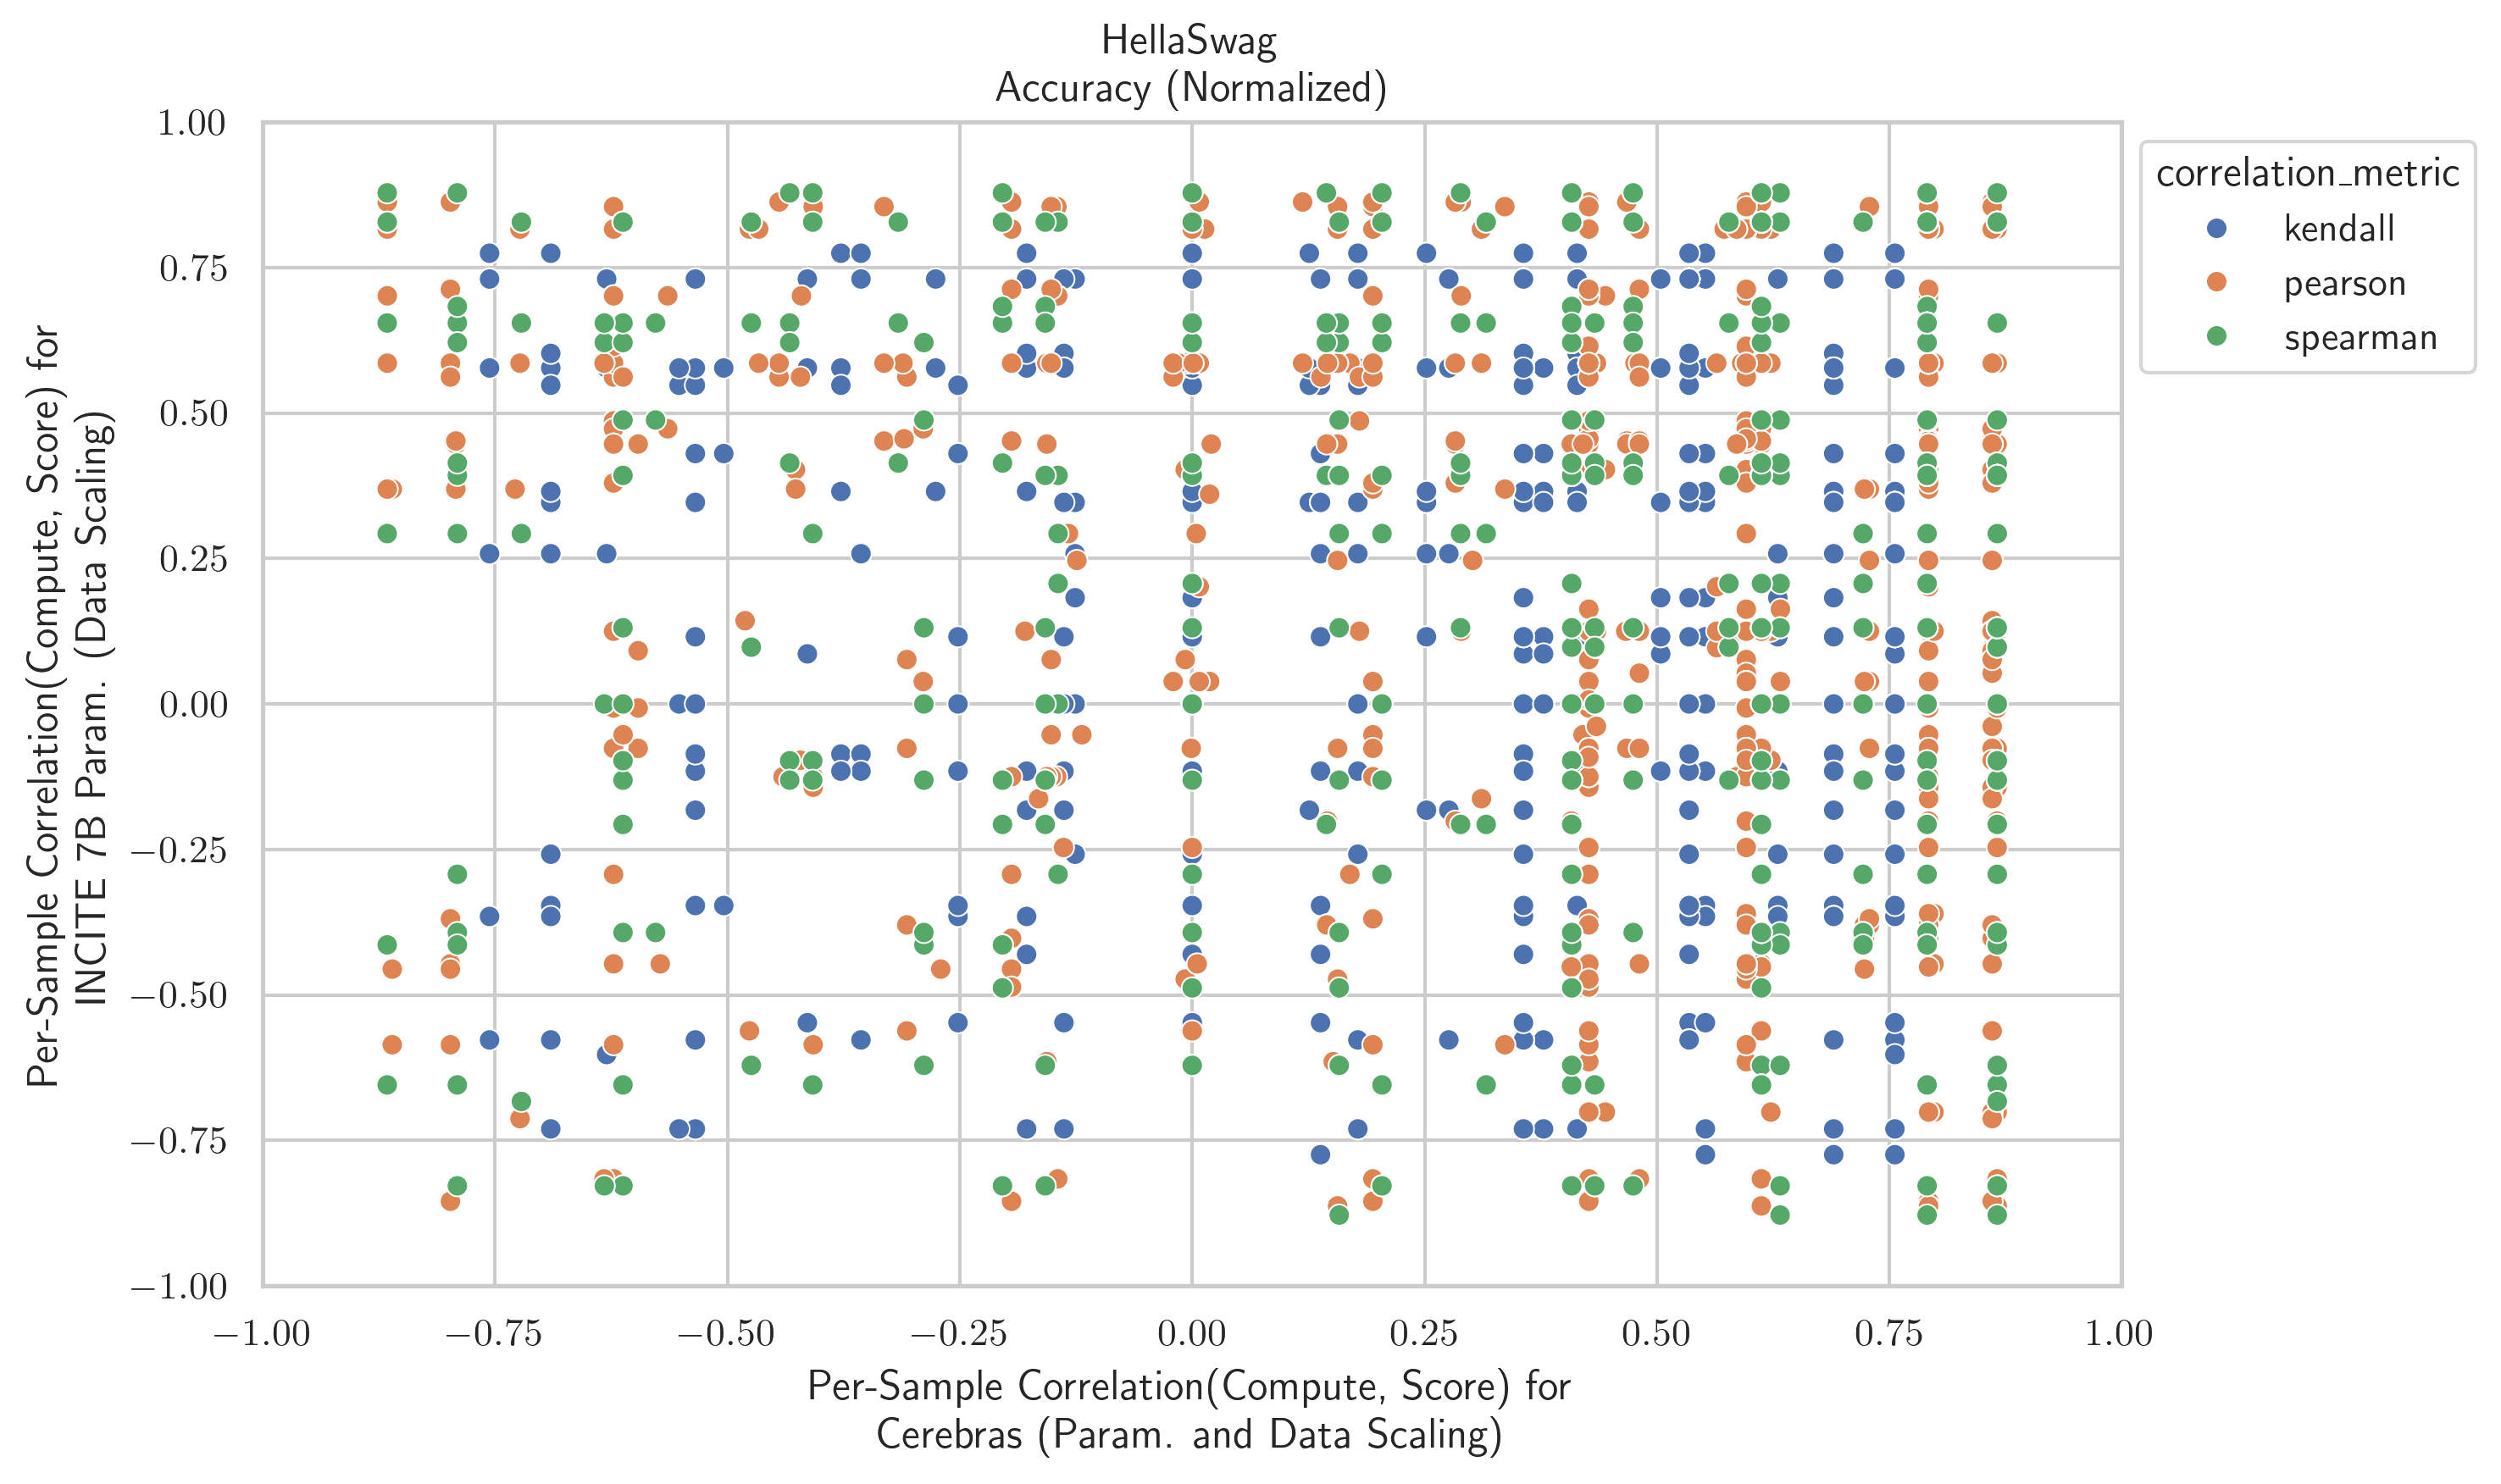 HellaSwag
Accuracy (Normalized)
Per-Sample Correlation(Compute, Score) for
INCITE 7B Param. (Data Scaling)
1.00
0.75
0.50
0.25
0.00
−0.25
−0.50
−0.75
−1.00
−1.00 −0.75 −0.50 −0.25 0.00 0.25 0.50 0.75 1.00
Per-Sample Correlation(Compute, Score) for
Cerebras (Param. and Data Scaling)
correlation_metric
kendall
pearson
spearman